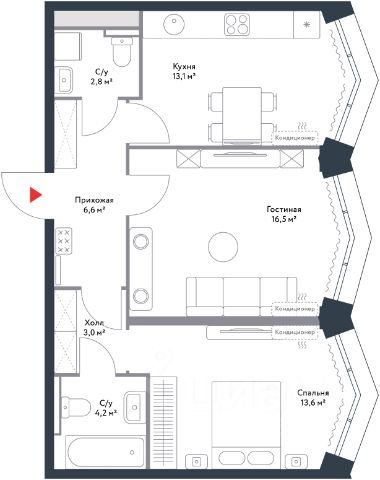 С/у
2,8 м²
Кухня
13,1 м²
Кондиционер
Прихожая
6,6 м²
Гостиная
16,5 м²
Кондиционер
Кондиционер
Холл
3,0 м²
С/у
4,2 м²
Спальня
13,6 м²